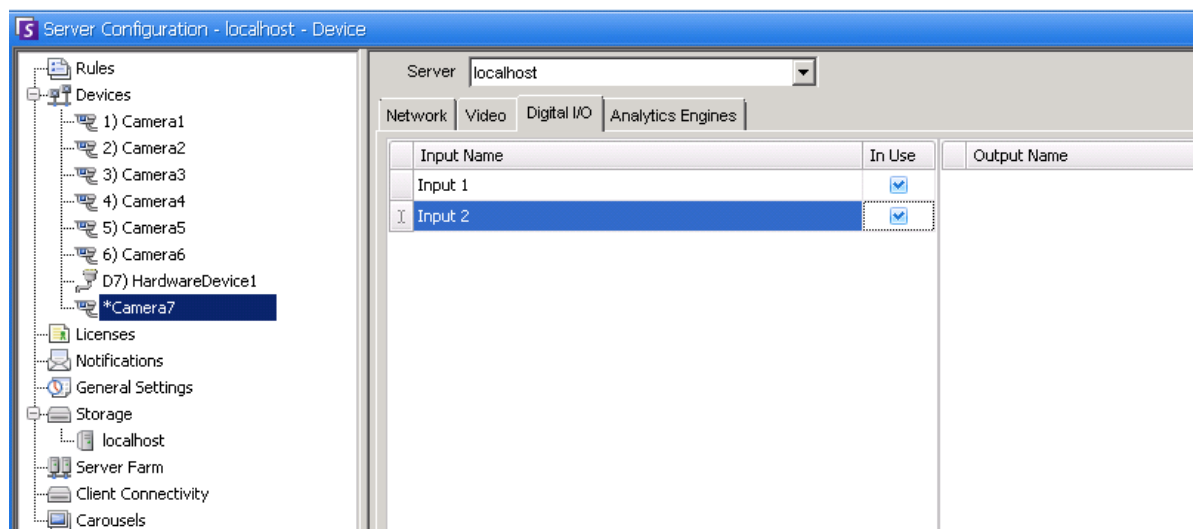 Server Configuration - localhost - Device
Rules
Devices
1) Camera1
2) Camera2
3) Camera3
4) Camera4
5) Camera5
6) Camera6
D7) HardwareDevice1
*Camera7
Licenses
Notifications
General Settings
Storage
localhost
Server Farm
Client Connectivity
Carousels
Server localhost
Network Video Digital I/O Analytics Engines
Input Name In Use Output Name
Input 1
Input 2